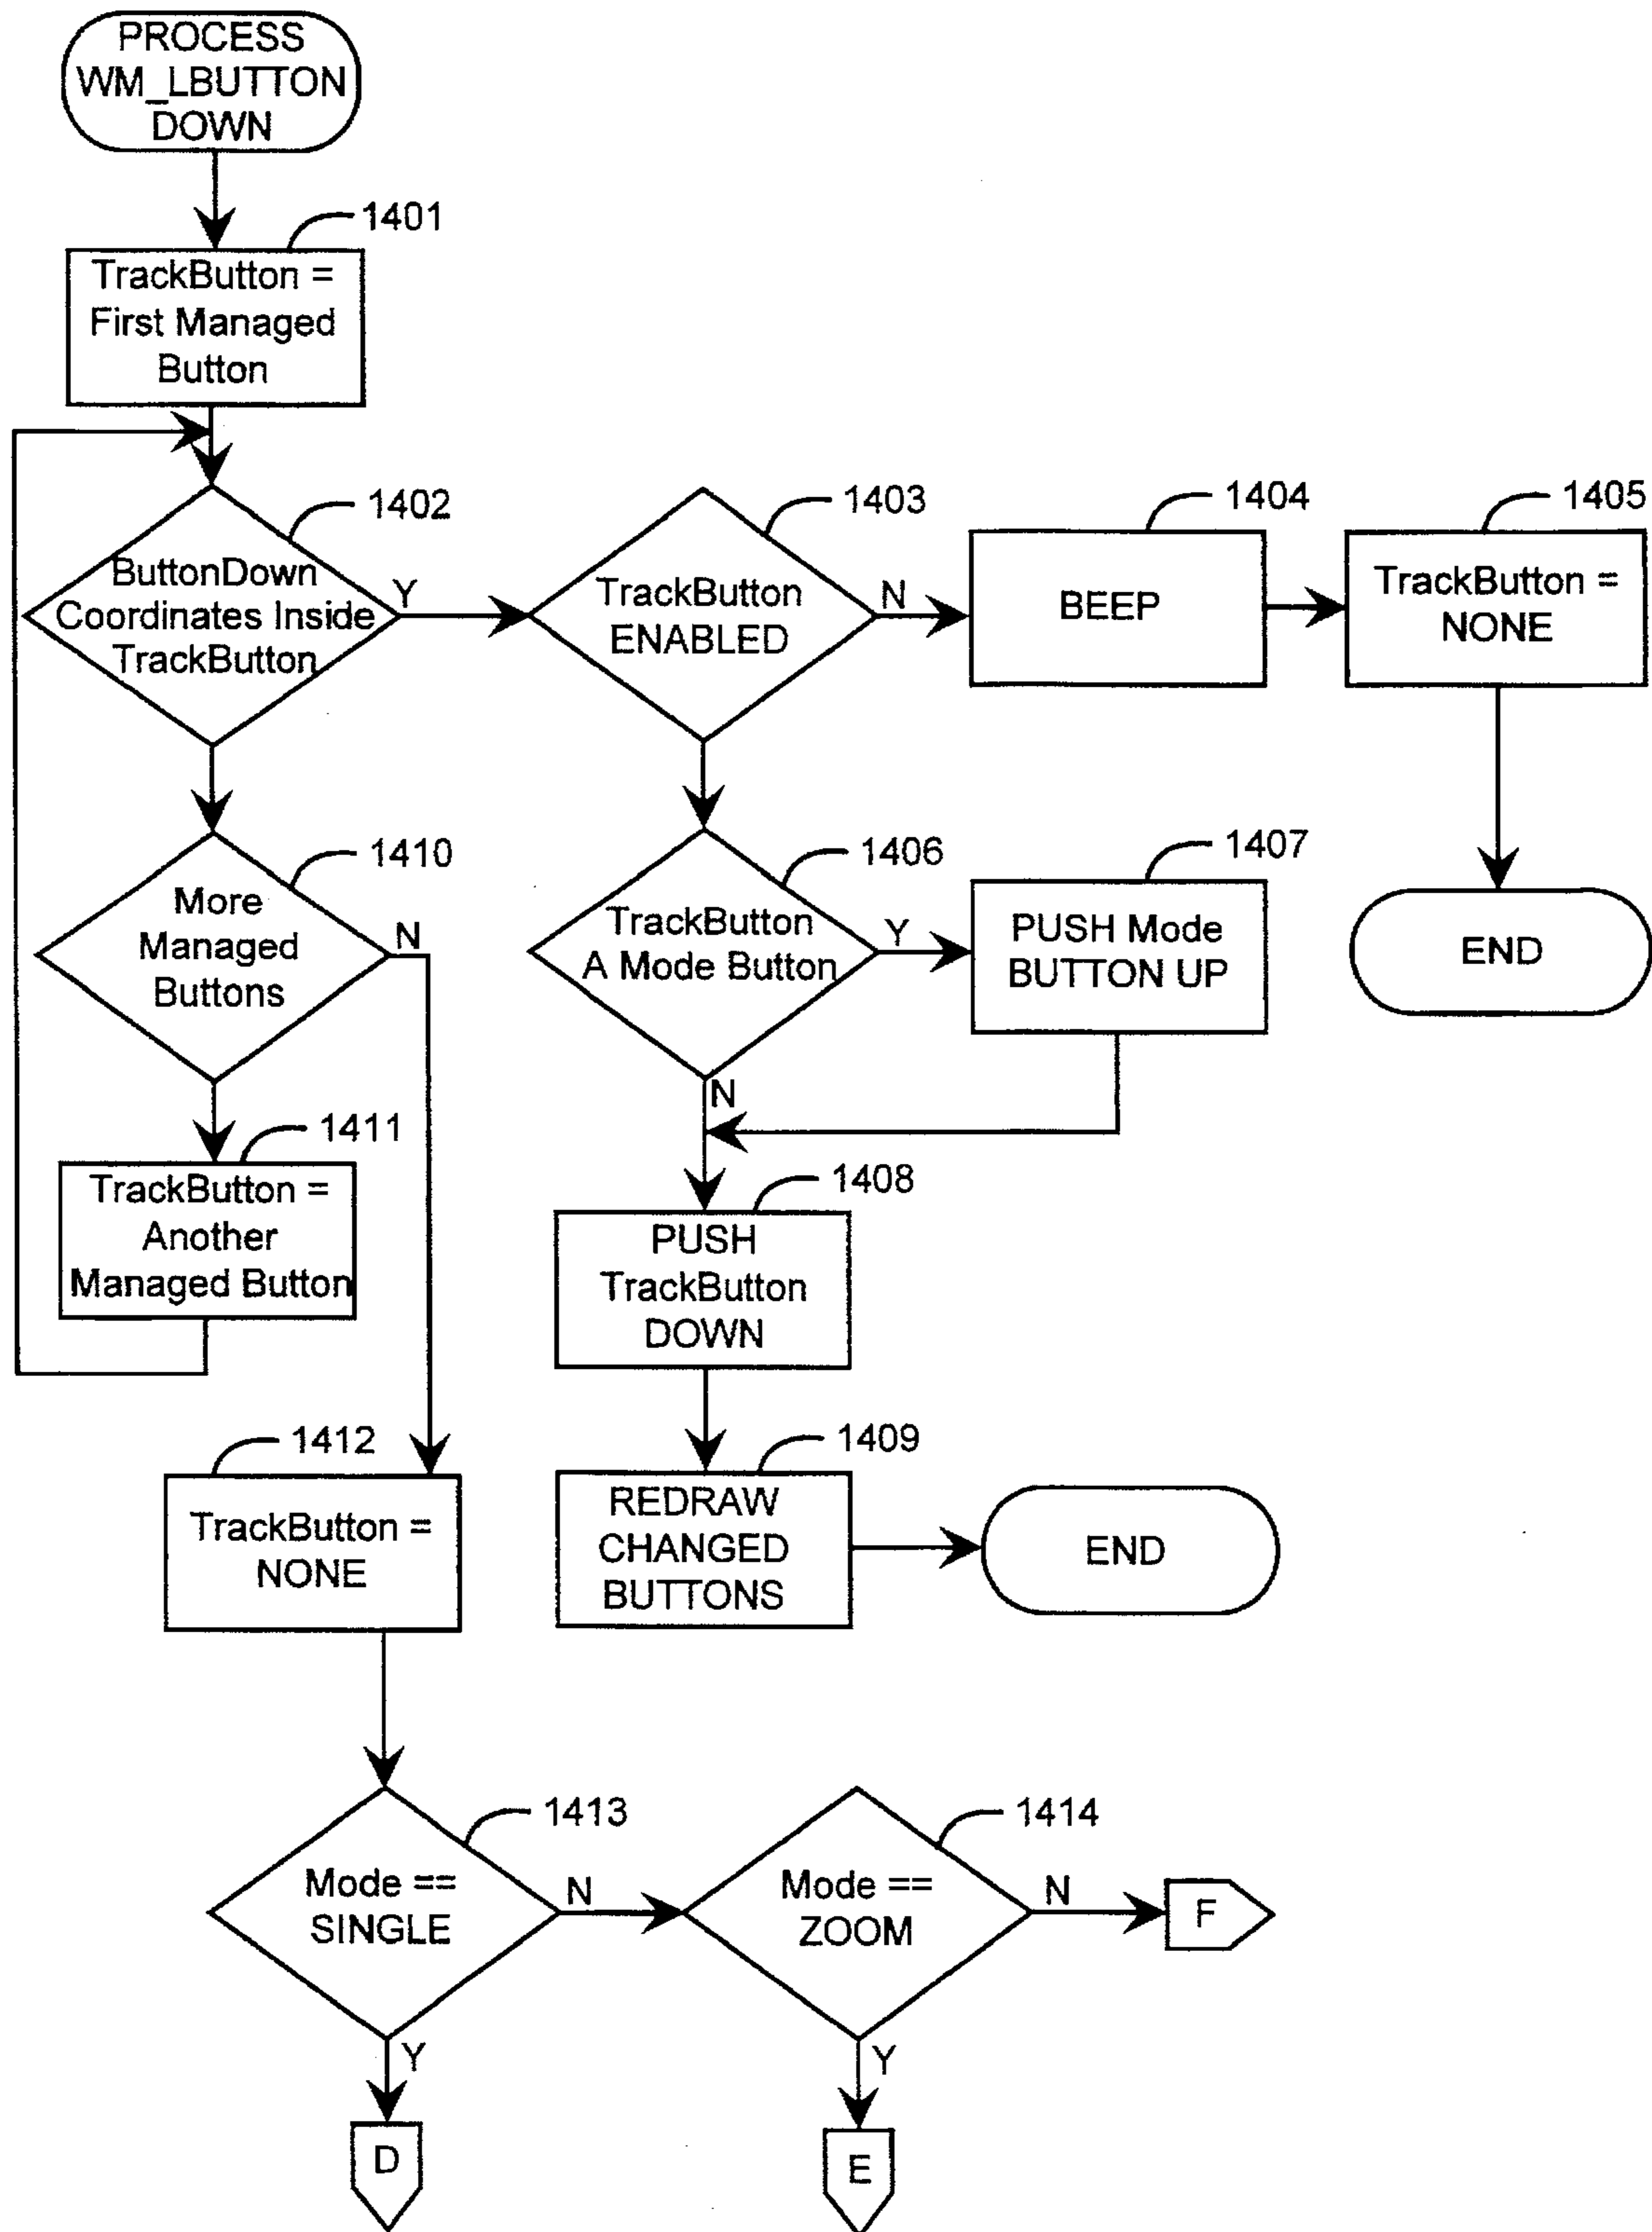 PROCESS
WM_LBUTTON
DOWN
1401
TrackButton =
First Managed
Button
1402
ButtonDown
Coordinates Inside
TrackButton
Y
1403
TrackButton
ENABLED
N
1404
BEEP
1405
TrackButton =
NONE
1410
More
Managed
Buttons
N
1406
TrackButton
A Mode Button
Y
N
1407
PUSH Mode
BUTTON UP
END
1411
TrackButton =
Another
Managed Button
1408
PUSH
TrackButton
DOWN
1412
TrackButton =
NONE
1409
REDRAW
CHANGED
BUTTONS
END
1413
Mode ==
SINGLE
N
Y
1414
Mode ==
ZOOM
N
Y
F
D
E